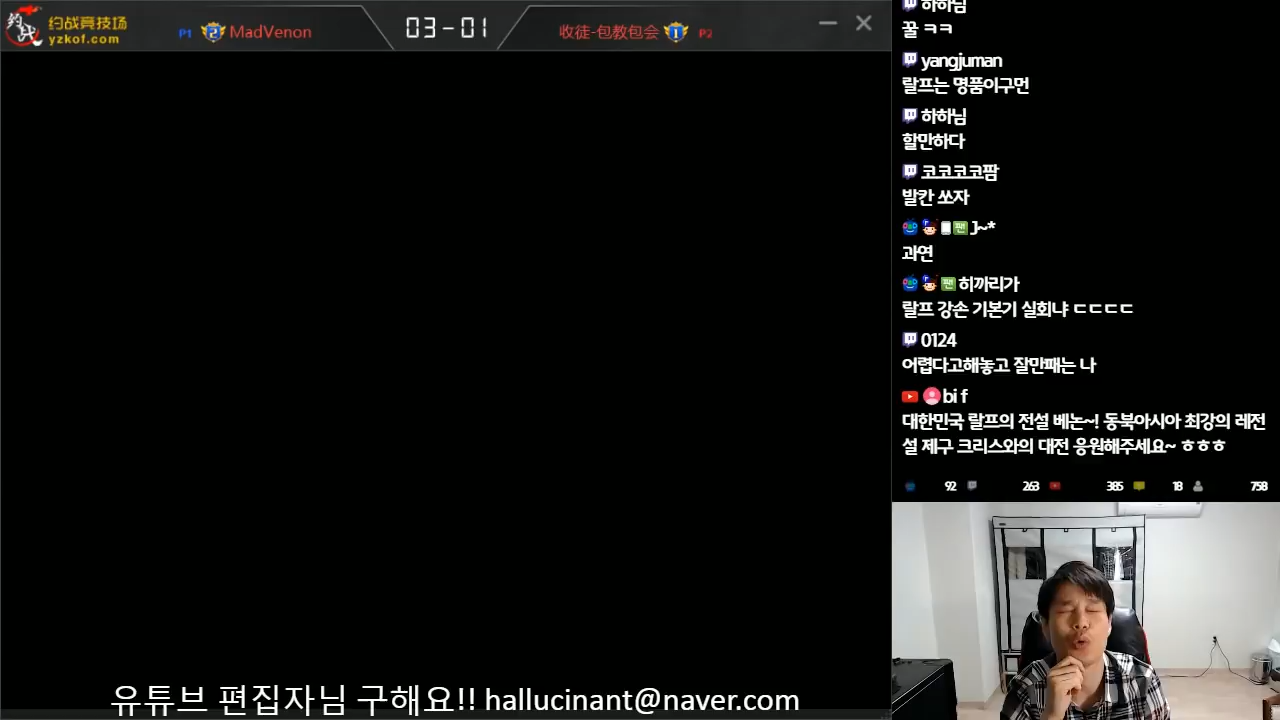 约战竞技场
yzkof.com
P1 2 MadVenon
03-01
收徒-包教包会 1 P2
하하님
꿀 ㅋㅋ
yangjuman
랄프는 명품이구먼
하하님
할만하다
코코코코팜
발칸 쏘자
팬 J~*
과연
팬 히까리가
랄프 강손 기본기 실회냐 ㄷㄷㄷㄷ
0124
어렵다고해놓고 잘만패는 나
bi f
대한민국 랄프의 전설 베논~! 동북아시아 최강의 레전
설 제구 크리스와의 대전 응원해주세요~ ㅎㅎㅎ
92 263 385 18 758
유튜브 편집자님 구해요!! hallucinant@naver.com